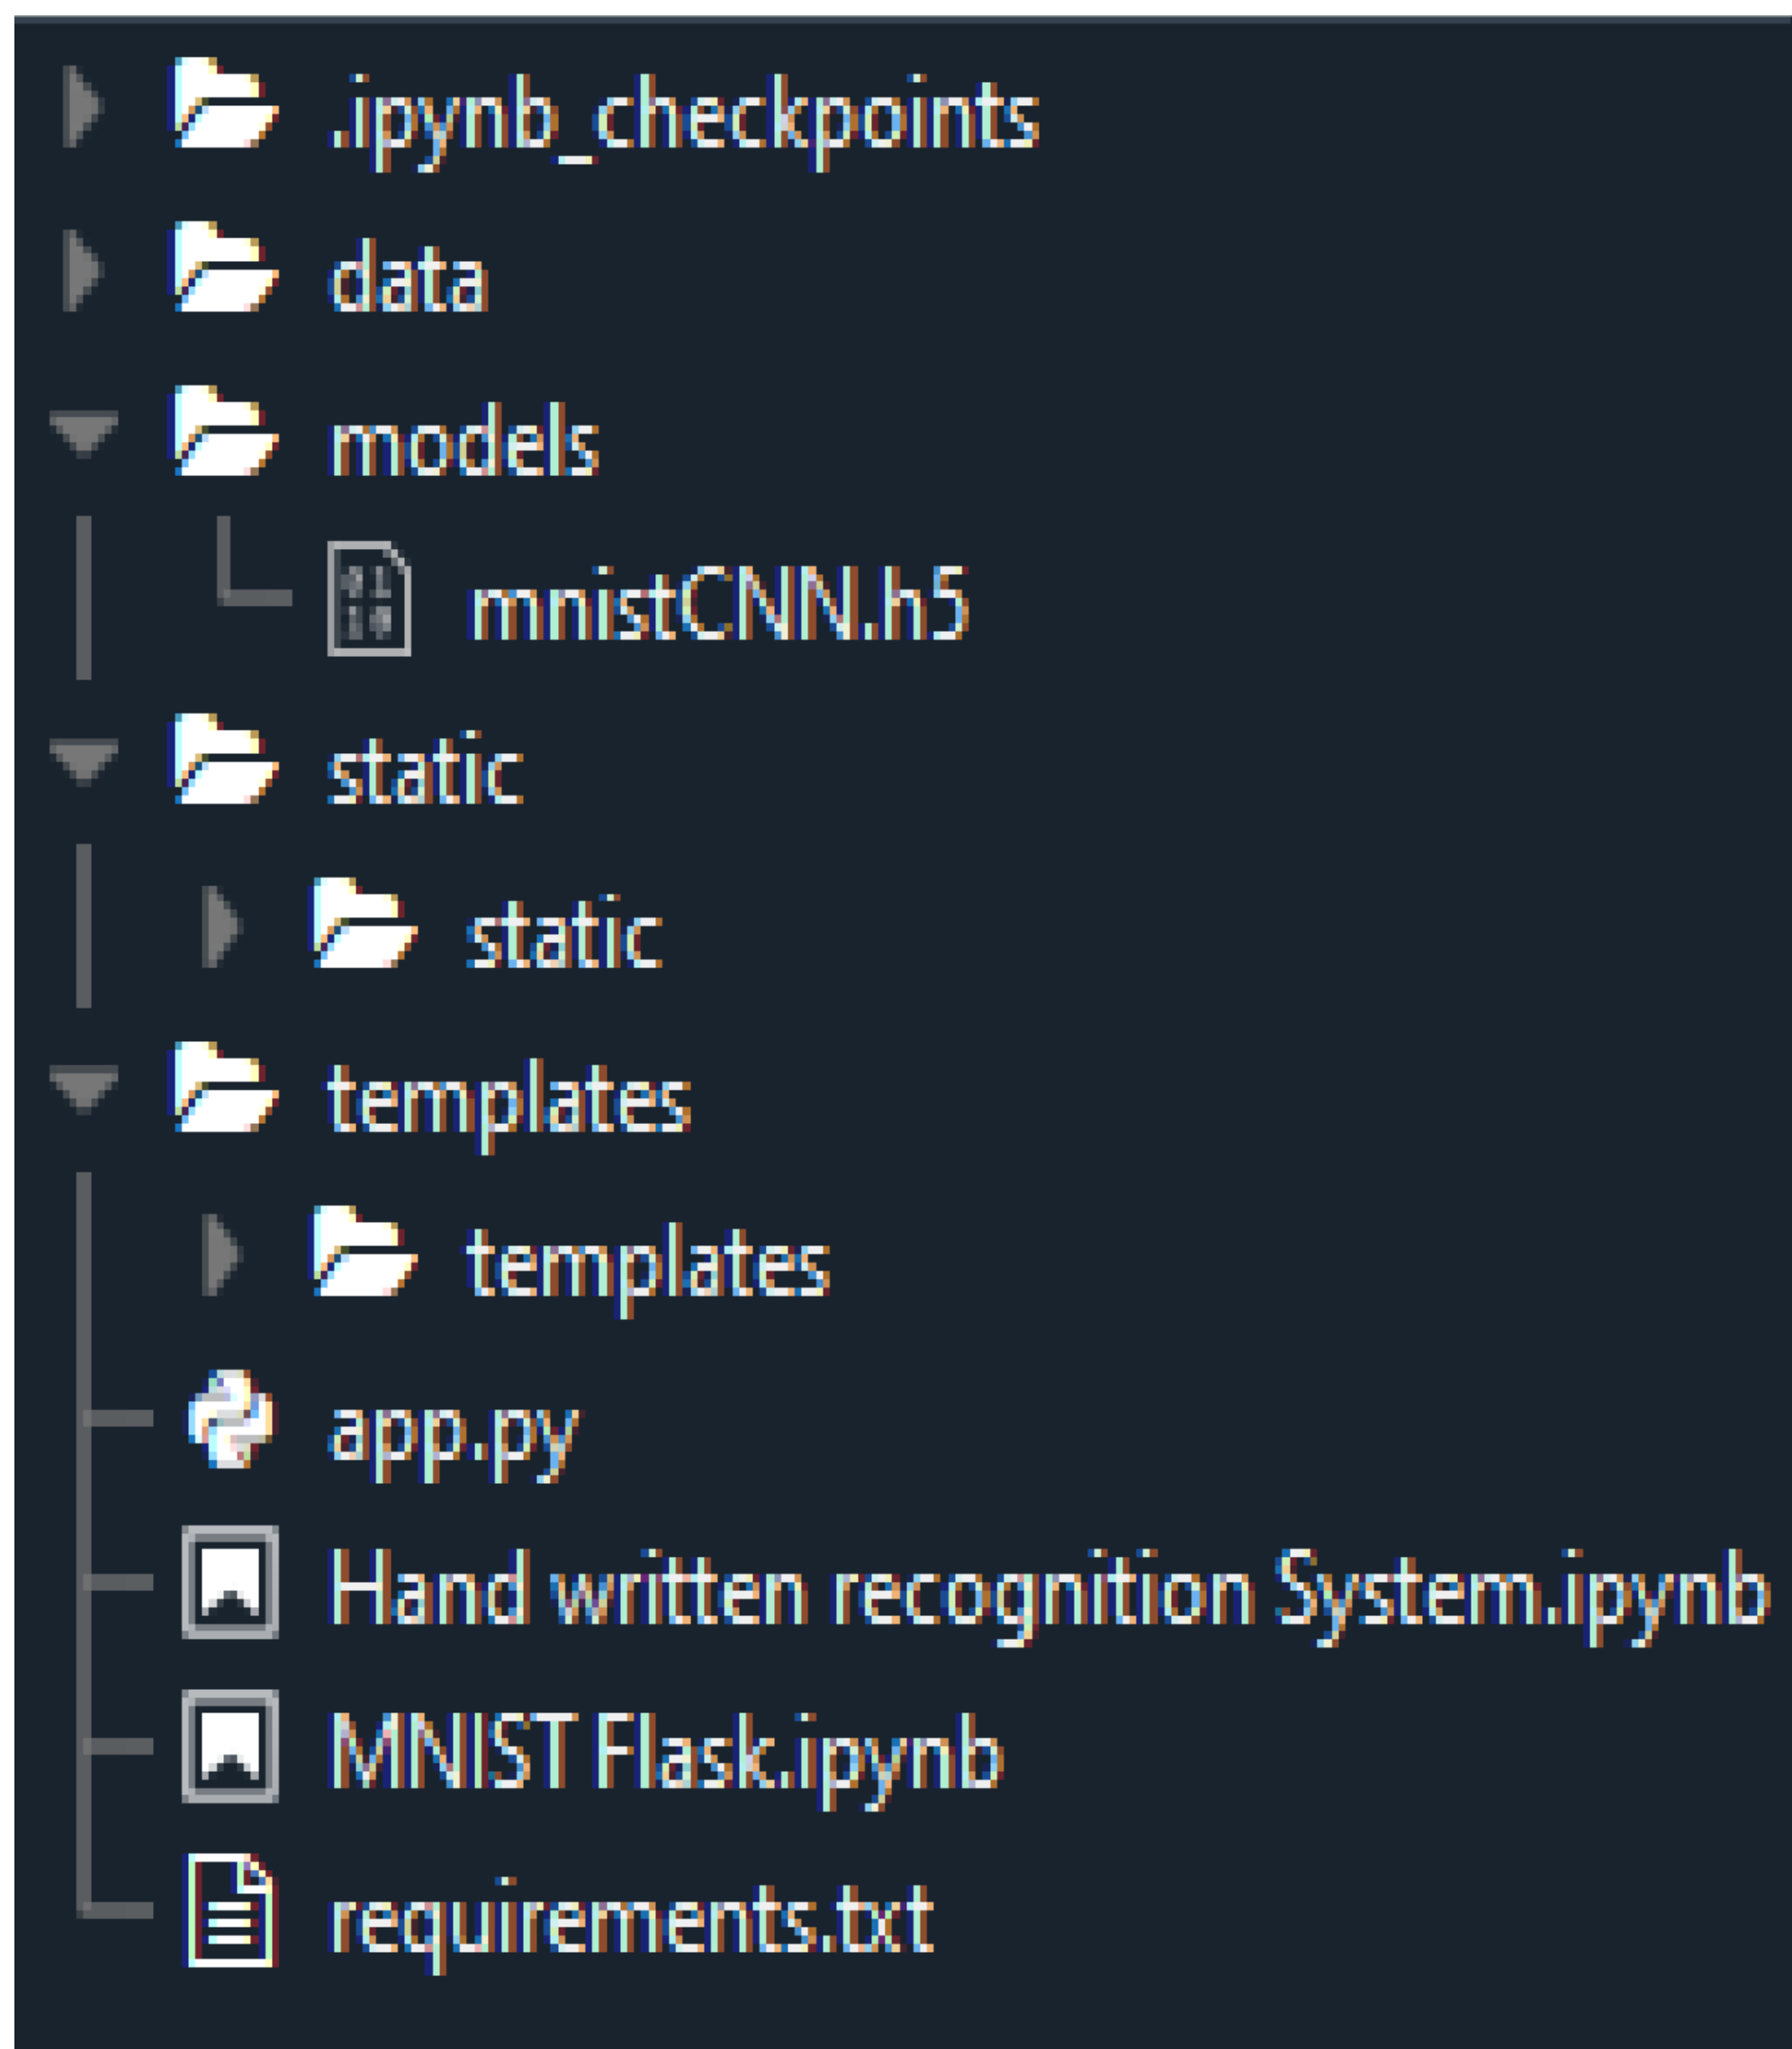 .ipynb_checkpoints
data
models
mnistCNN.h5
static
static
templates
templates
app.py
Hand written recognition System.ipynb
MNIST Flask.ipynb
requirements.txt